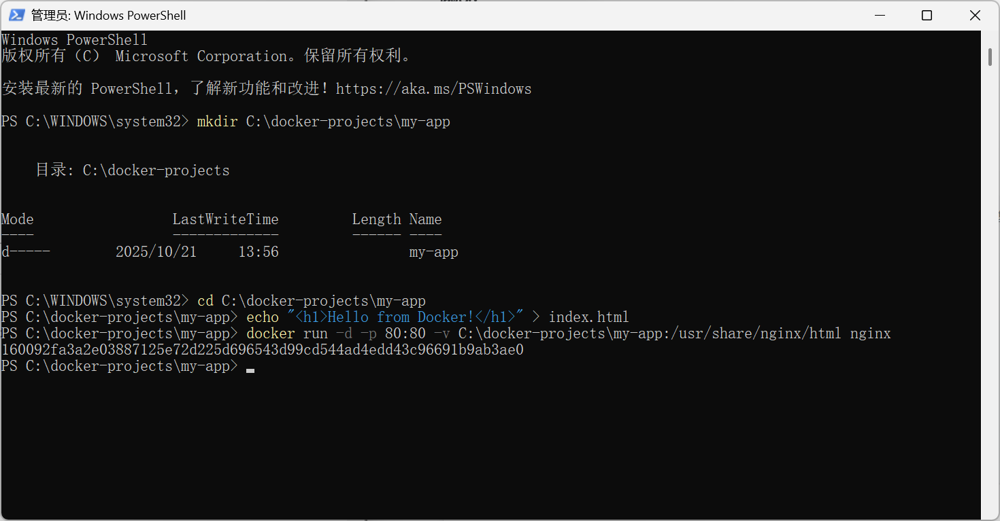 管理员: Windows PowerShell
Windows PowerShell
版权所有 (C) Microsoft Corporation。保留所有权利。
安装最新的 PowerShell，了解新功能和改进！https://aka.ms/PSWindows
PS C:\WINDOWS\system32> mkdir C:\docker-projects\my-app
目录: C:\docker-projects
Mode                 LastWriteTime         Length Name
----                 -------------         ------ ----
d-----        2025/10/21     13:56                my-app
PS C:\WINDOWS\system32> cd C:\docker-projects\my-app
PS C:\docker-projects\my-app> echo "<h1>Hello from Docker!</h1>" > index.html
PS C:\docker-projects\my-app> docker run -d -p 80:80 -v C:\docker-projects\my-app:/usr/share/nginx/html nginx
160092fa3a2e03887125e72d225d696543d99cd544ad4edd43c96691b9ab3ae0
PS C:\docker-projects\my-app>